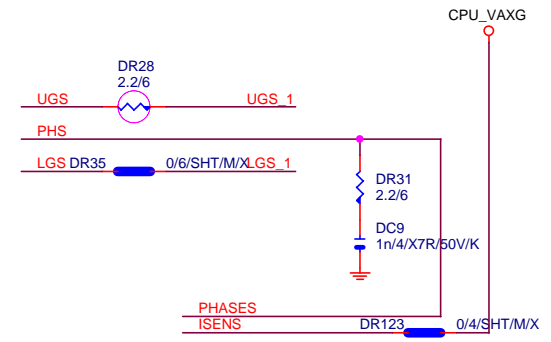 CPU_VAXG
DR28
2.2/6
UGS
UGS_1
PHS
LGS
DR35
0/6/SHT/M/X
LGS_1
DR31
2.2/6
DC9
1n/4/X7R/50V/K
PHASES
ISENS
DR123
0/4/SHT/M/X